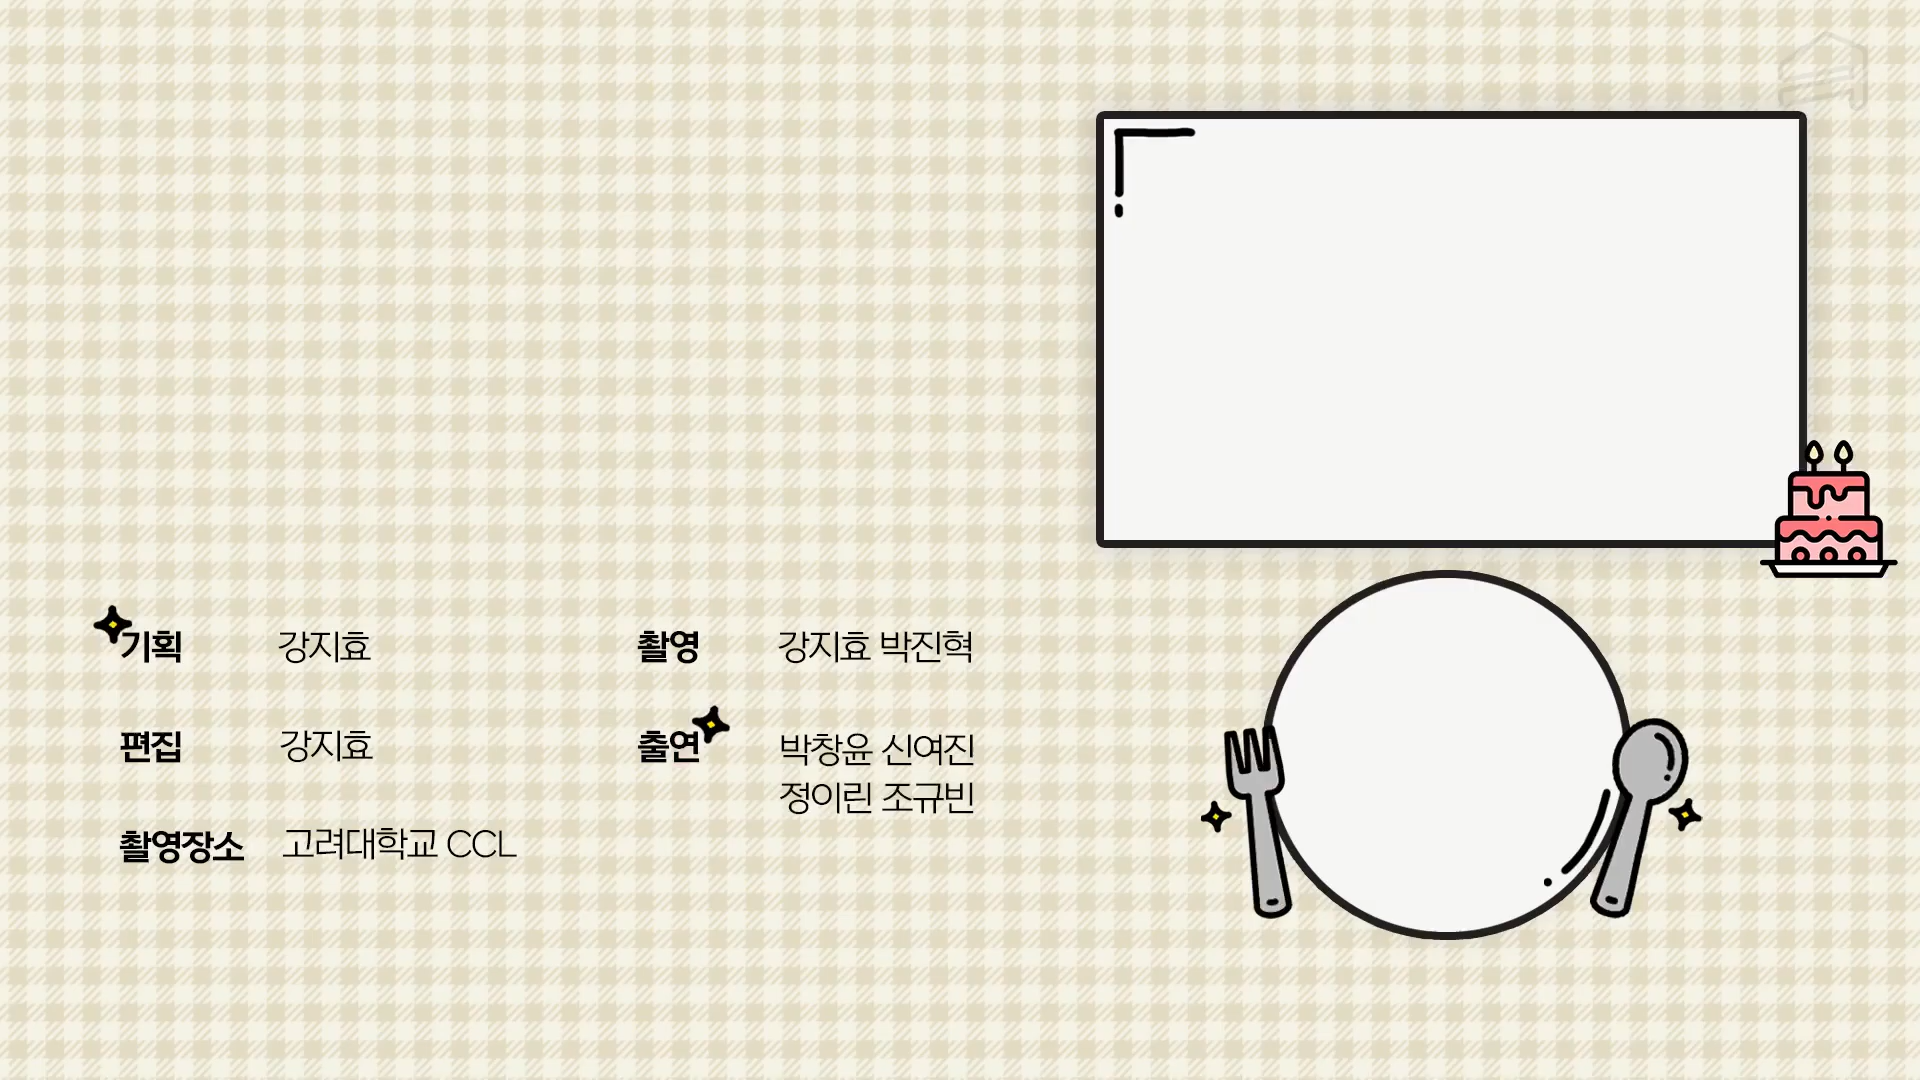 기획 강지효
촬영 강지효 박진혁
편집 강지효
출연 박창윤 신여진
정이린 조규빈
촬영장소 고려대학교 CCL